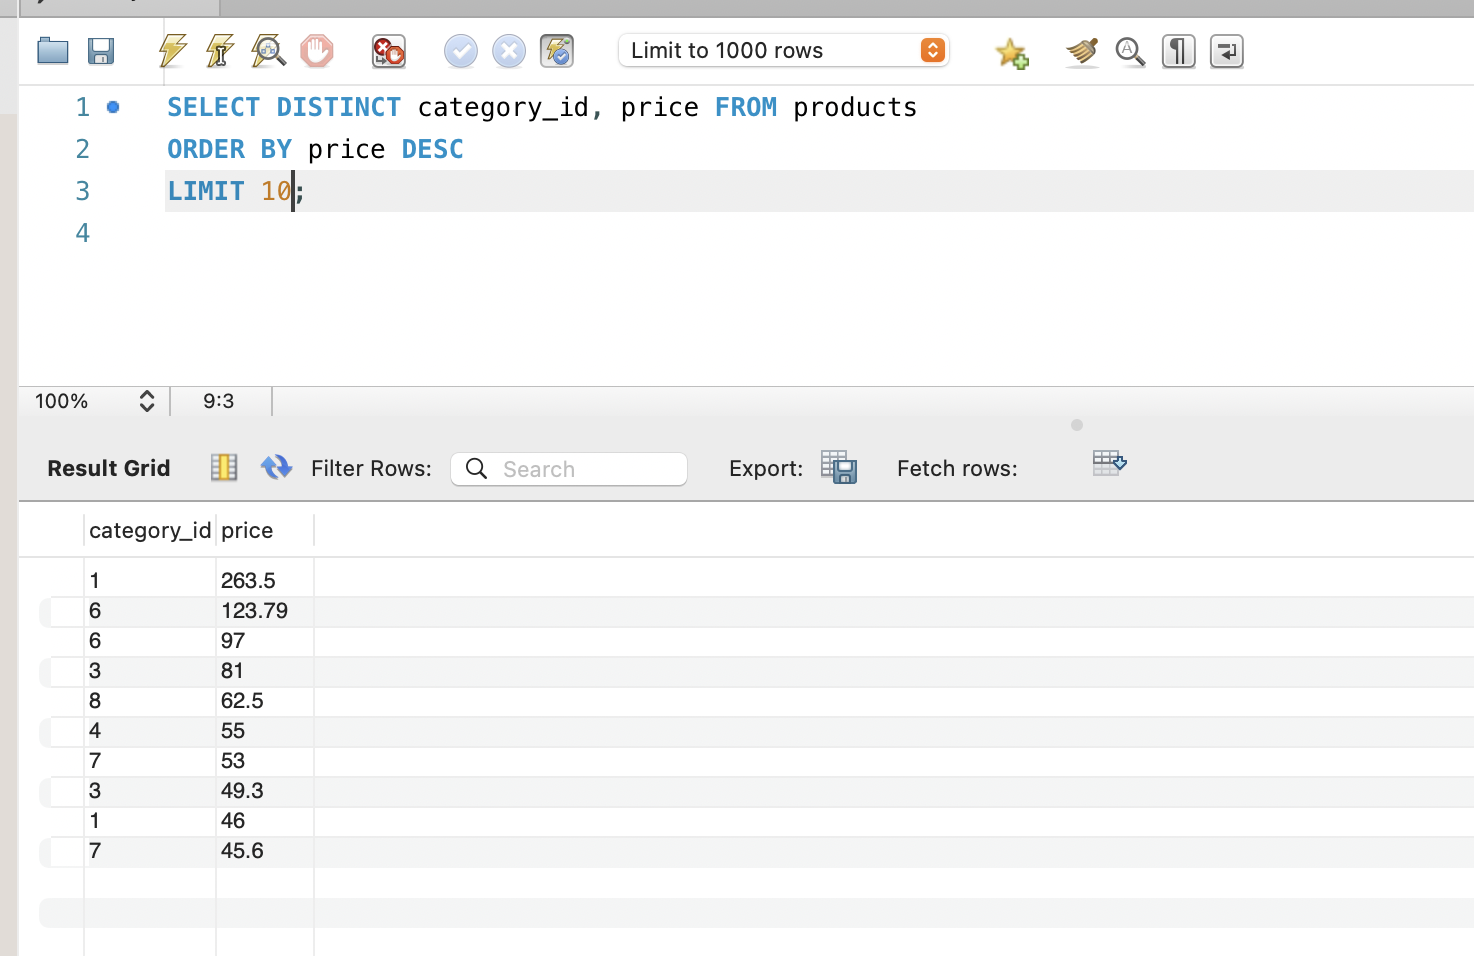 Limit to 1000 rows
1 SELECT DISTINCT category_id, price FROM products
2 ORDER BY price DESC
3 LIMIT 10;
4
100% 9:3
Result Grid Filter Rows: Search Export: Fetch rows:
category_id price
1 263.5
6 123.79
6 97
3 81
8 62.5
4 55
7 53
3 49.3
1 46
7 45.6